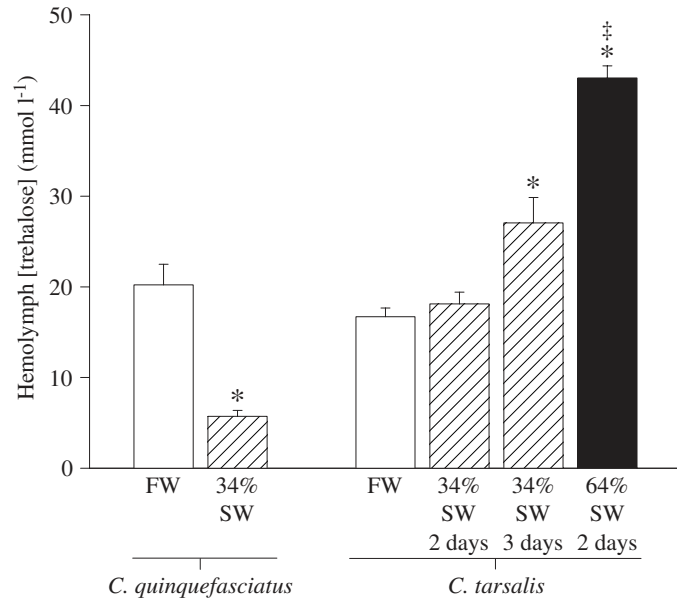 Hemolymph [trehalose] (mmol l-1)
50
40
30
20
10
0
*
*
‡
*
FW
34%
SW
FW
34%
SW
2 days
34%
SW
3 days
64%
SW
2 days
C. quinquefasciatus
C. tarsalis